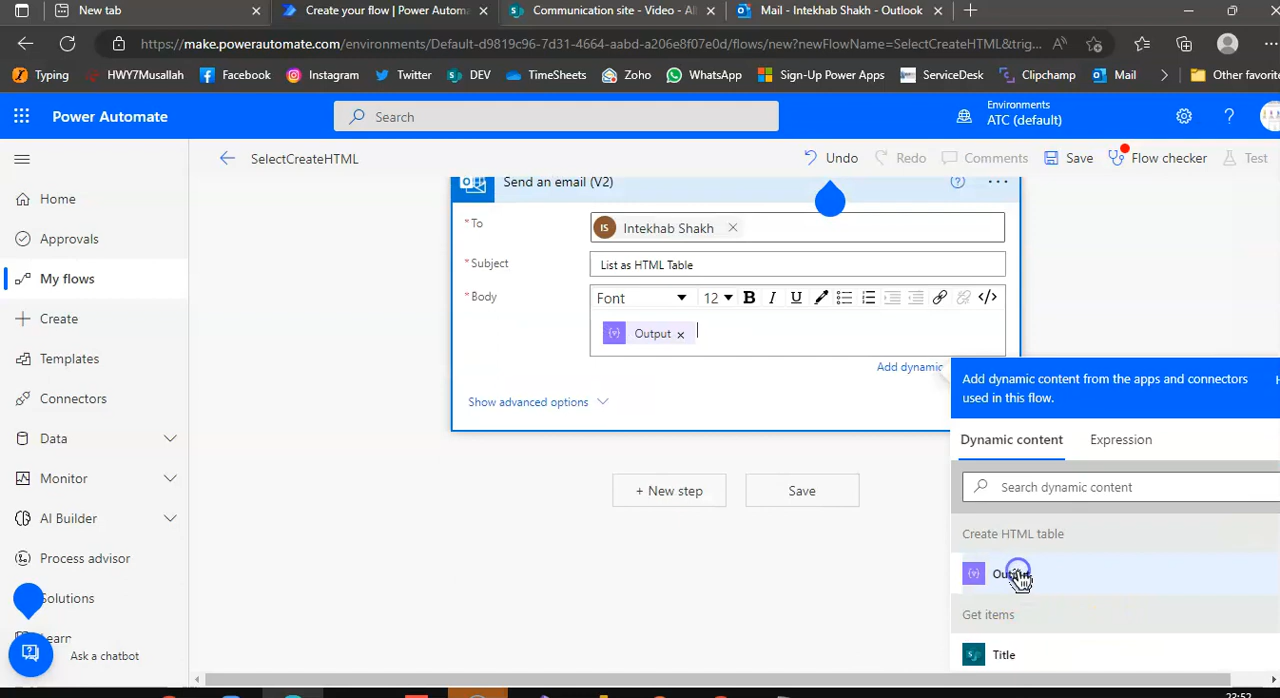 New tab
Create your flow | Power Automa
Communication site - Video - Al
Mail - Intekhab Shakh - Outlook
https://make.powerautomate.com/environments/Default-d9819c96-7d31-4664-aabd-a206e8f07e0d/flows/new?newFlowName=SelectCreateHTML&trig...
Typing HWY7Musallah Facebook Instagram Twitter DEV TimeSheets Zoho WhatsApp Sign-Up Power Apps ServiceDesk Clipchamp Mail Other favorite
Power Automate
Search
Environments
ATC (default)
SelectCreateHTML
Undo Redo Comments Save Flow checker Test
Home
Approvals
My flows
Create
Templates
Connectors
Data
Monitor
AI Builder
Process advisor
Solutions
Learn
Ask a chatbot
Send an email (V2)
* To
IS Intekhab Shakh
* Subject
List as HTML Table
* Body
Font 12 B I U </>
Output
Add dynamic
Show advanced options
+ New step
Save
Add dynamic content from the apps and connectors
used in this flow.
Dynamic content Expression
Search dynamic content
Create HTML table
Output
Get items
Title
23:52